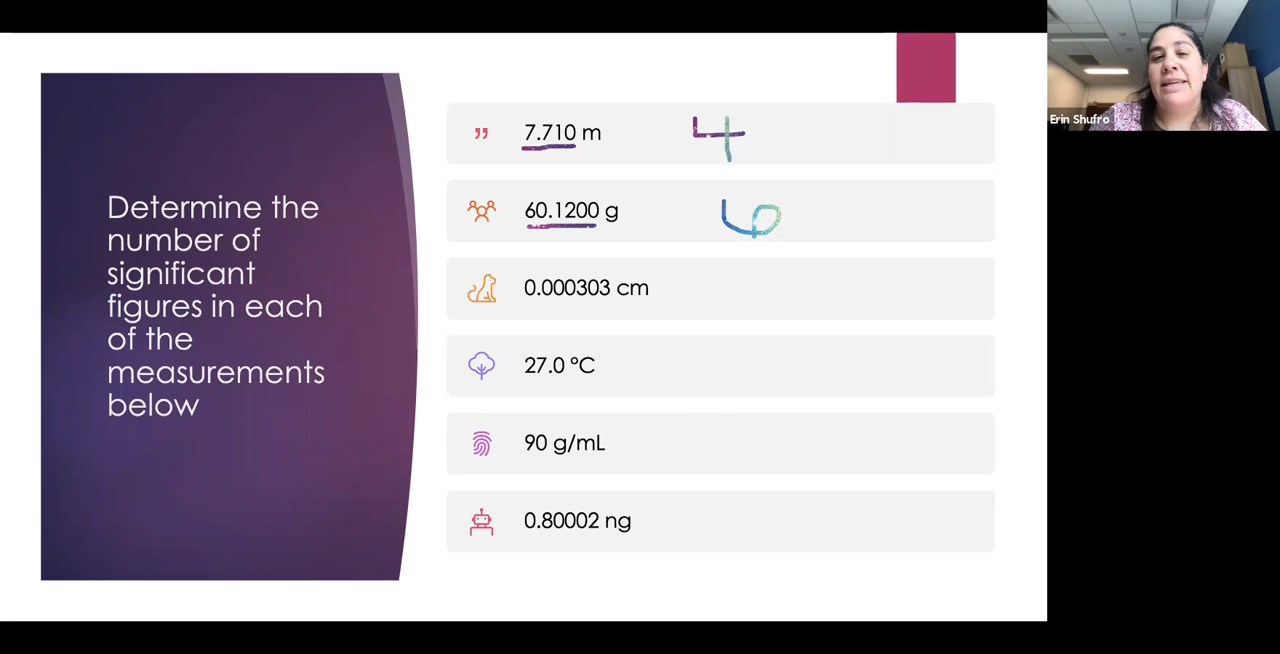 Determine the
number of
significant
figures in each
of the
measurements
below
7.710 m 4
60.1200 g 6
0.000303 cm
27.0 °C
90 g/mL
0.80002 ng
Erin Shufro